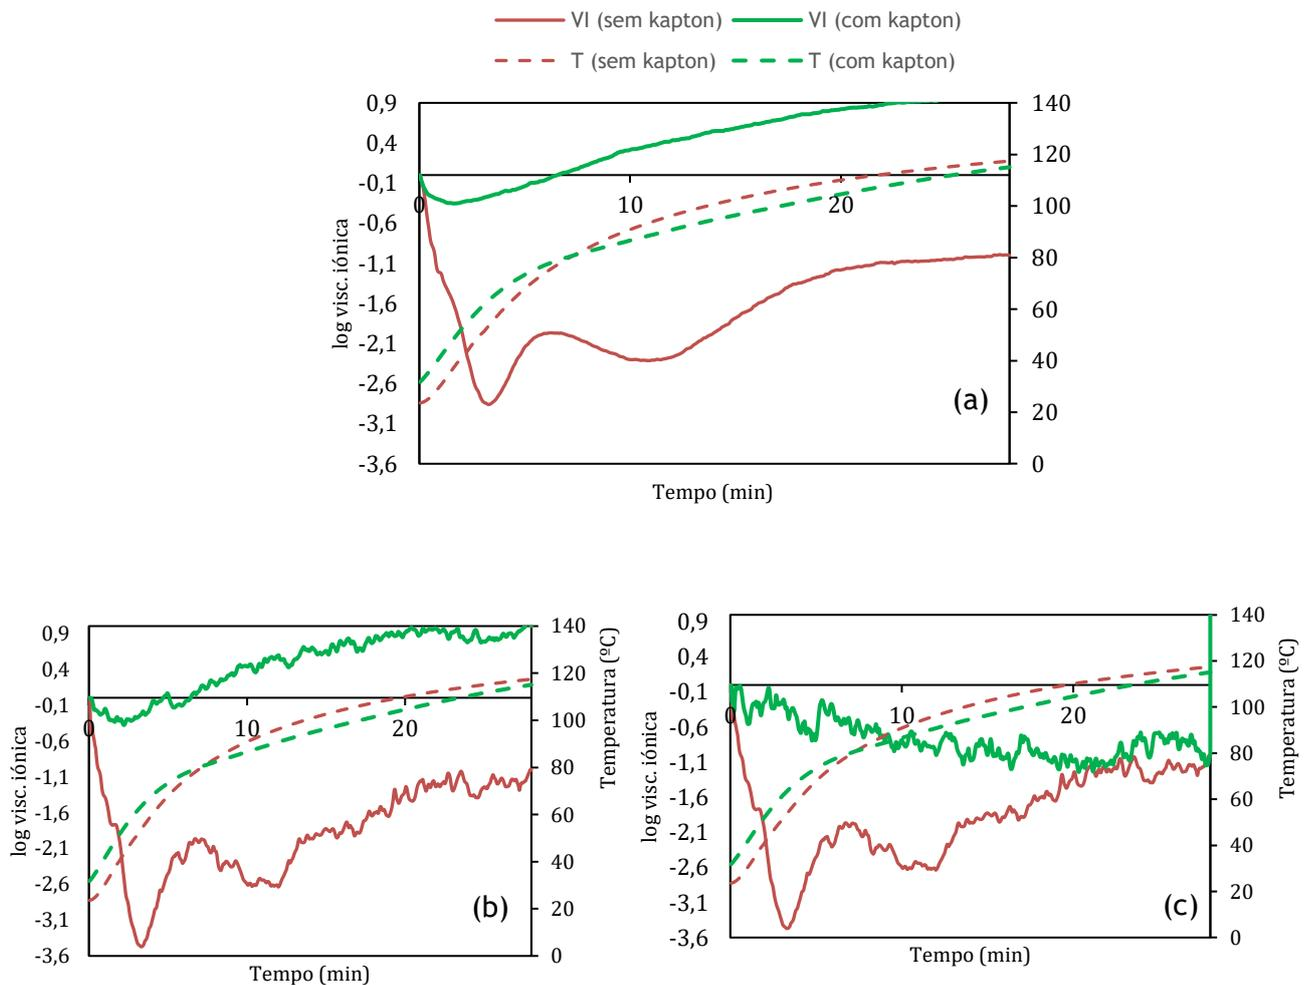 VI (sem kapton) VI (com kapton)
T (sem kapton) T (com kapton)
0,9 140
0,4
120
-0,1
0 10 20 100
-0,6
-1,1 80
-1,6 60
-2,1
40
-2,6
(a)
20
-3,1
-3,6 0
log visc. iónica
Tempo (min)
0,9 140
0,4 120
-0,1
0 10 20 100
-0,6
-1,1 80
-1,6 60
-2,1
40
-2,6
(b)
20
-3,1
-3,6 0
log visc. iónica
Temperatura (ºC)
Tempo (min)
0,9 140
0,4 120
-0,1
0 10 20 100
-0,6
-1,1 80
-1,6 60
-2,1
40
-2,6
(c)
20
-3,1
-3,6 0
log visc. iónica
Temperatura (ºC)
Tempo (min)